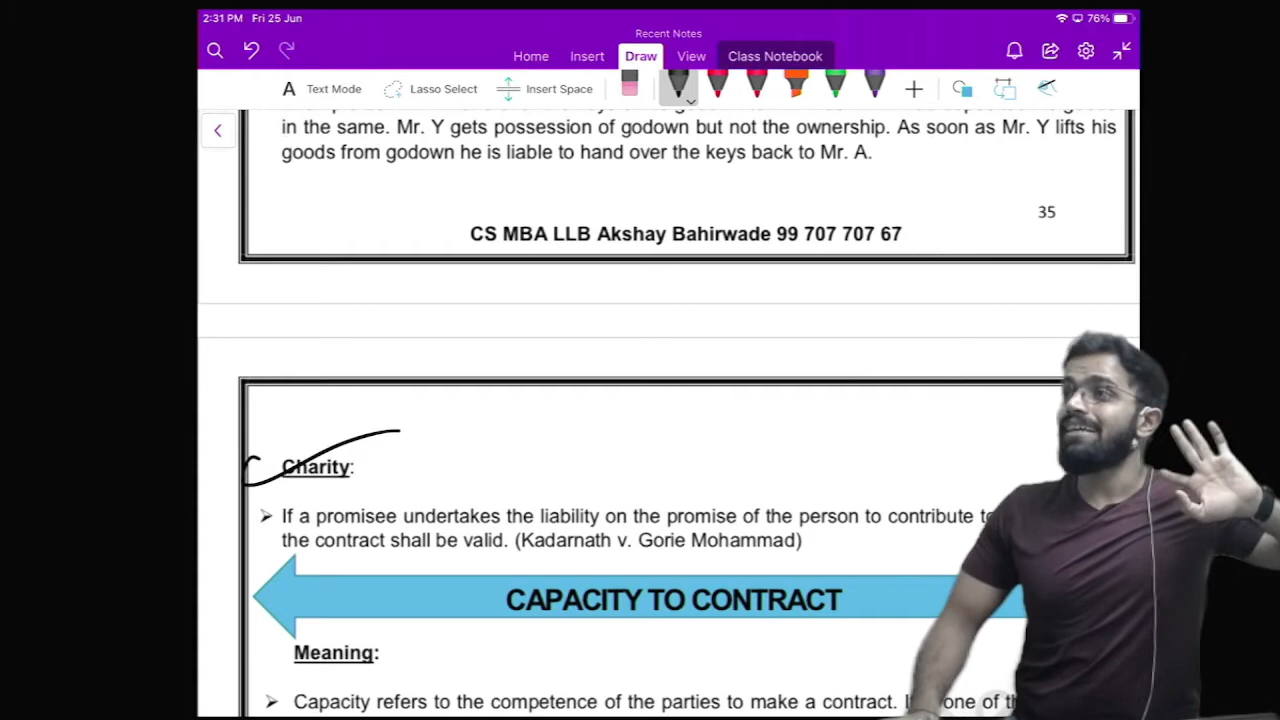 2:31 PM Fri 25 Jun
76%
Recent Notes
Home Insert Draw View Class Notebook
A Text Mode Lasso Select Insert Space
in the same. Mr. Y gets possession of godown but not the ownership. As soon as Mr. Y lifts his
goods from godown he is liable to hand over the keys back to Mr. A.
35
CS MBA LLB Akshay Bahirwade 99 707 707 67
Charity:
➢ If a promisee undertakes the liability on the promise of the person to contribute
the contract shall be valid. (Kadarnath v. Gorie Mohammad)
CAPACITY TO CONTRACT
Meaning:
➢ Capacity refers to the competence of the parties to make a contract. one of